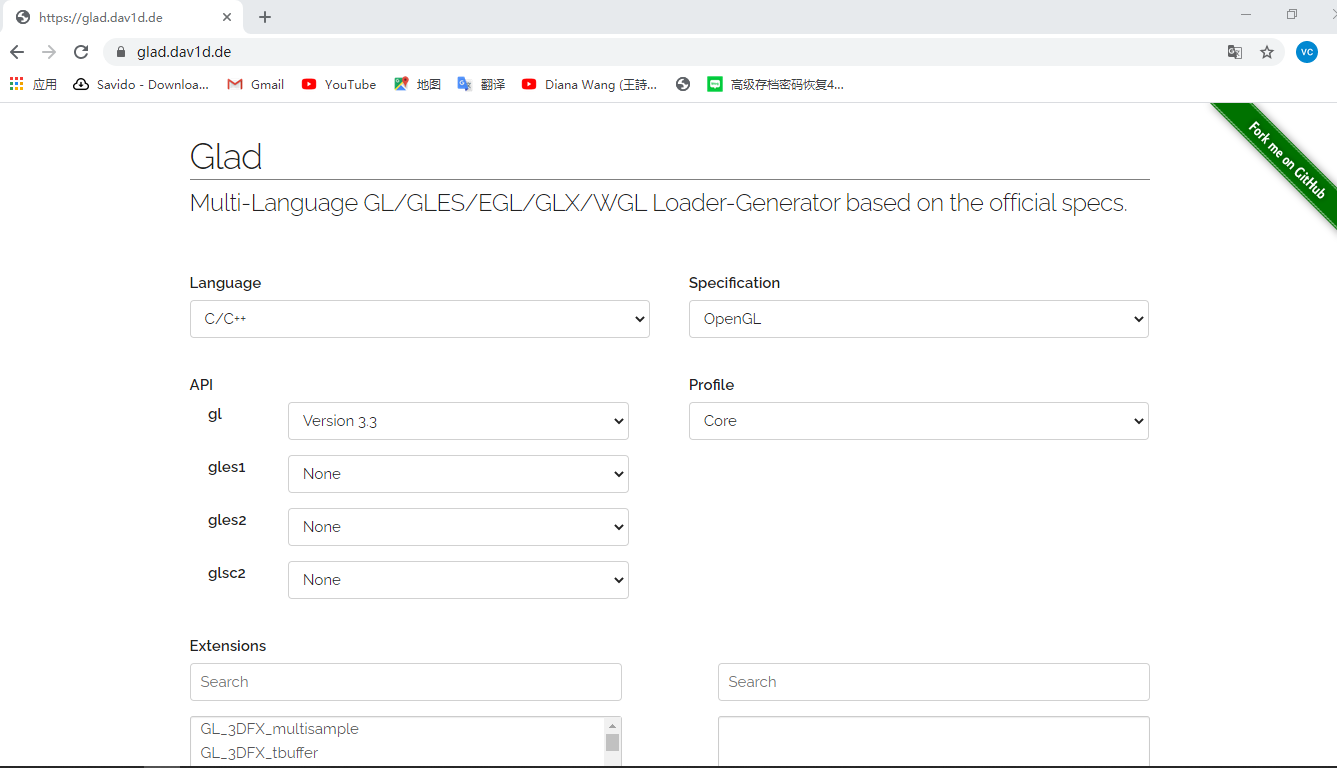 https://glad.dav1d.de
glad.dav1d.de
VC
应用 Savido - Downloa... Gmail YouTube 地图 翻译 Diana Wang (王詩... 高级存档密码恢复4...
Fork me on GitHub
Glad
Multi-Language GL/GLES/EGL/GLX/WGL Loader-Generator based on the official specs.
Language Specification
C/C++ OpenGL
API Profile
gl Version 3.3 Core
gles1 None
gles2 None
glsc2 None
Extensions
Search Search
GL_3DFX_multisample
GL_3DFX_tbuffer